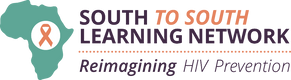 SOUTH TO SOUTH
LEARNING NETWORK
Reimagining HIV Prevention